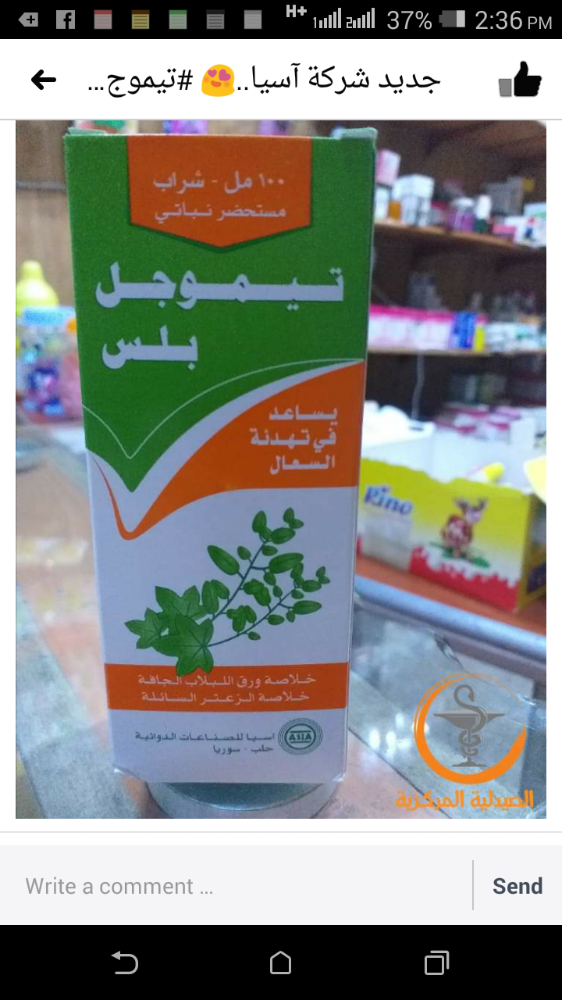 H+
37%
2:36 PM
جديد شركة آسيا..😍 #تيموج...
١٠٠ مل - شراب
مستحضر نباتي
تيموجل
بلس
يساعد
في تهدئة
السعال
Rino
خلاصة ورق اللبلاب الجافة
خلاصة الزعتر السائلة
آسيا للصناعات الدوائية
حلب - سوريا
ASIA
الصيدلية المركزية
Write a comment ...
Send